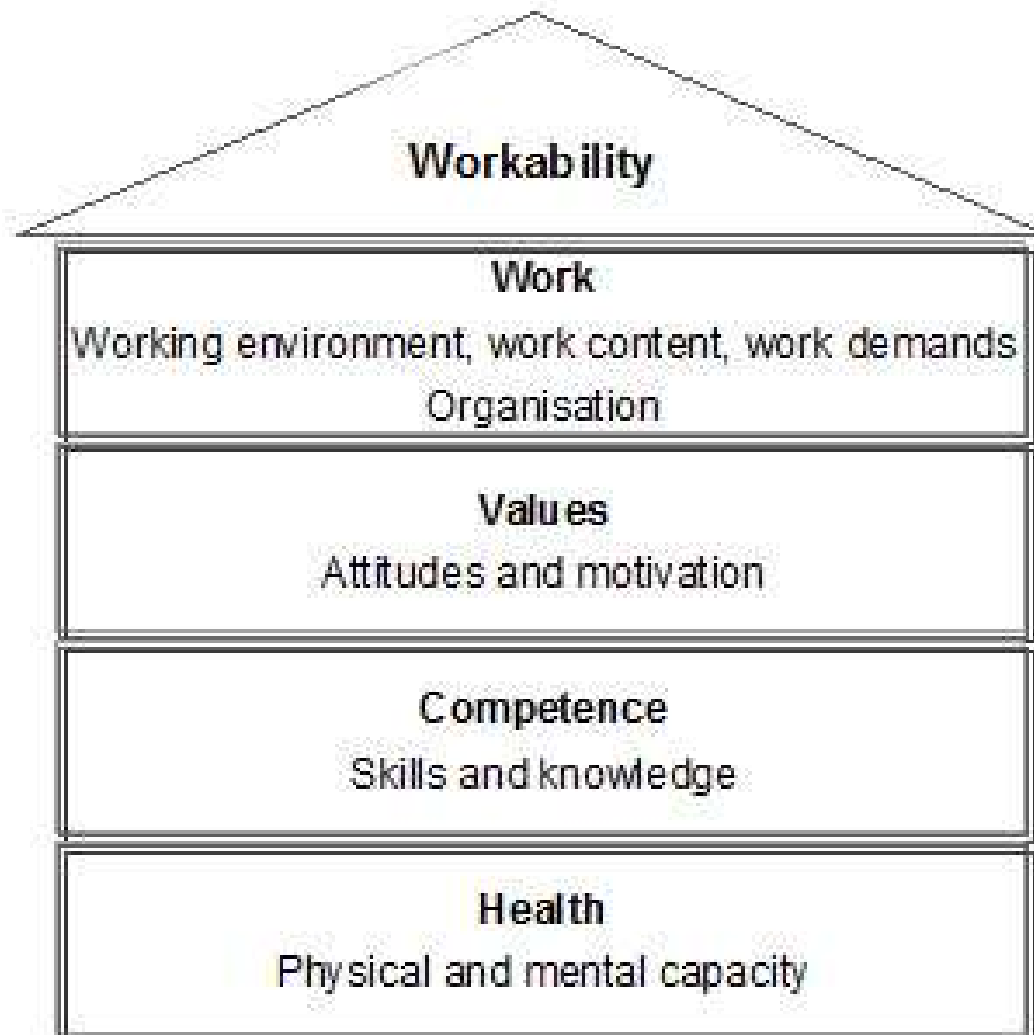 Workability
Work
Working environment, work content, work demands
Organisation
Values
Attitudes and motivation
Competence
Skills and knowledge
Health
Physical and mental capacity